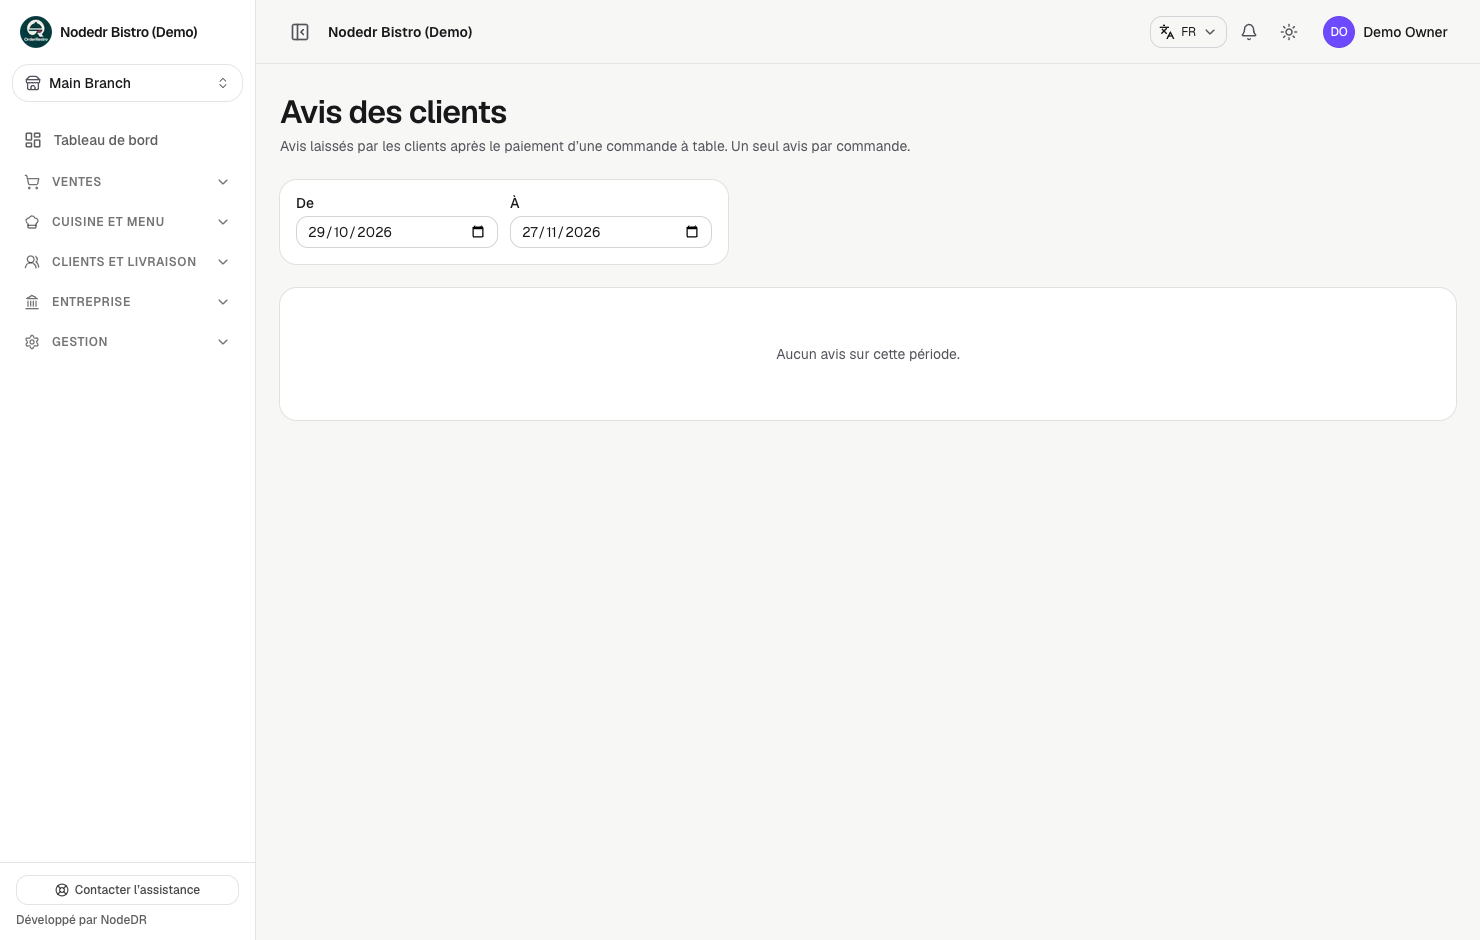 Nodedr Bistro (Demo)
Main Branch
Tableau de bord
VENTES
CUISINE ET MENU
CLIENTS ET LIVRAISON
ENTREPRISE
GESTION
Contacter l'assistance
Développé par NodeDR
Nodedr Bistro (Demo)
FR
DO
Demo Owner
Avis des clients
Avis laissés par les clients après le paiement d'une commande à table. Un seul avis par commande.
De
À
29/10/2026
27/11/2026
Aucun avis sur cette période.